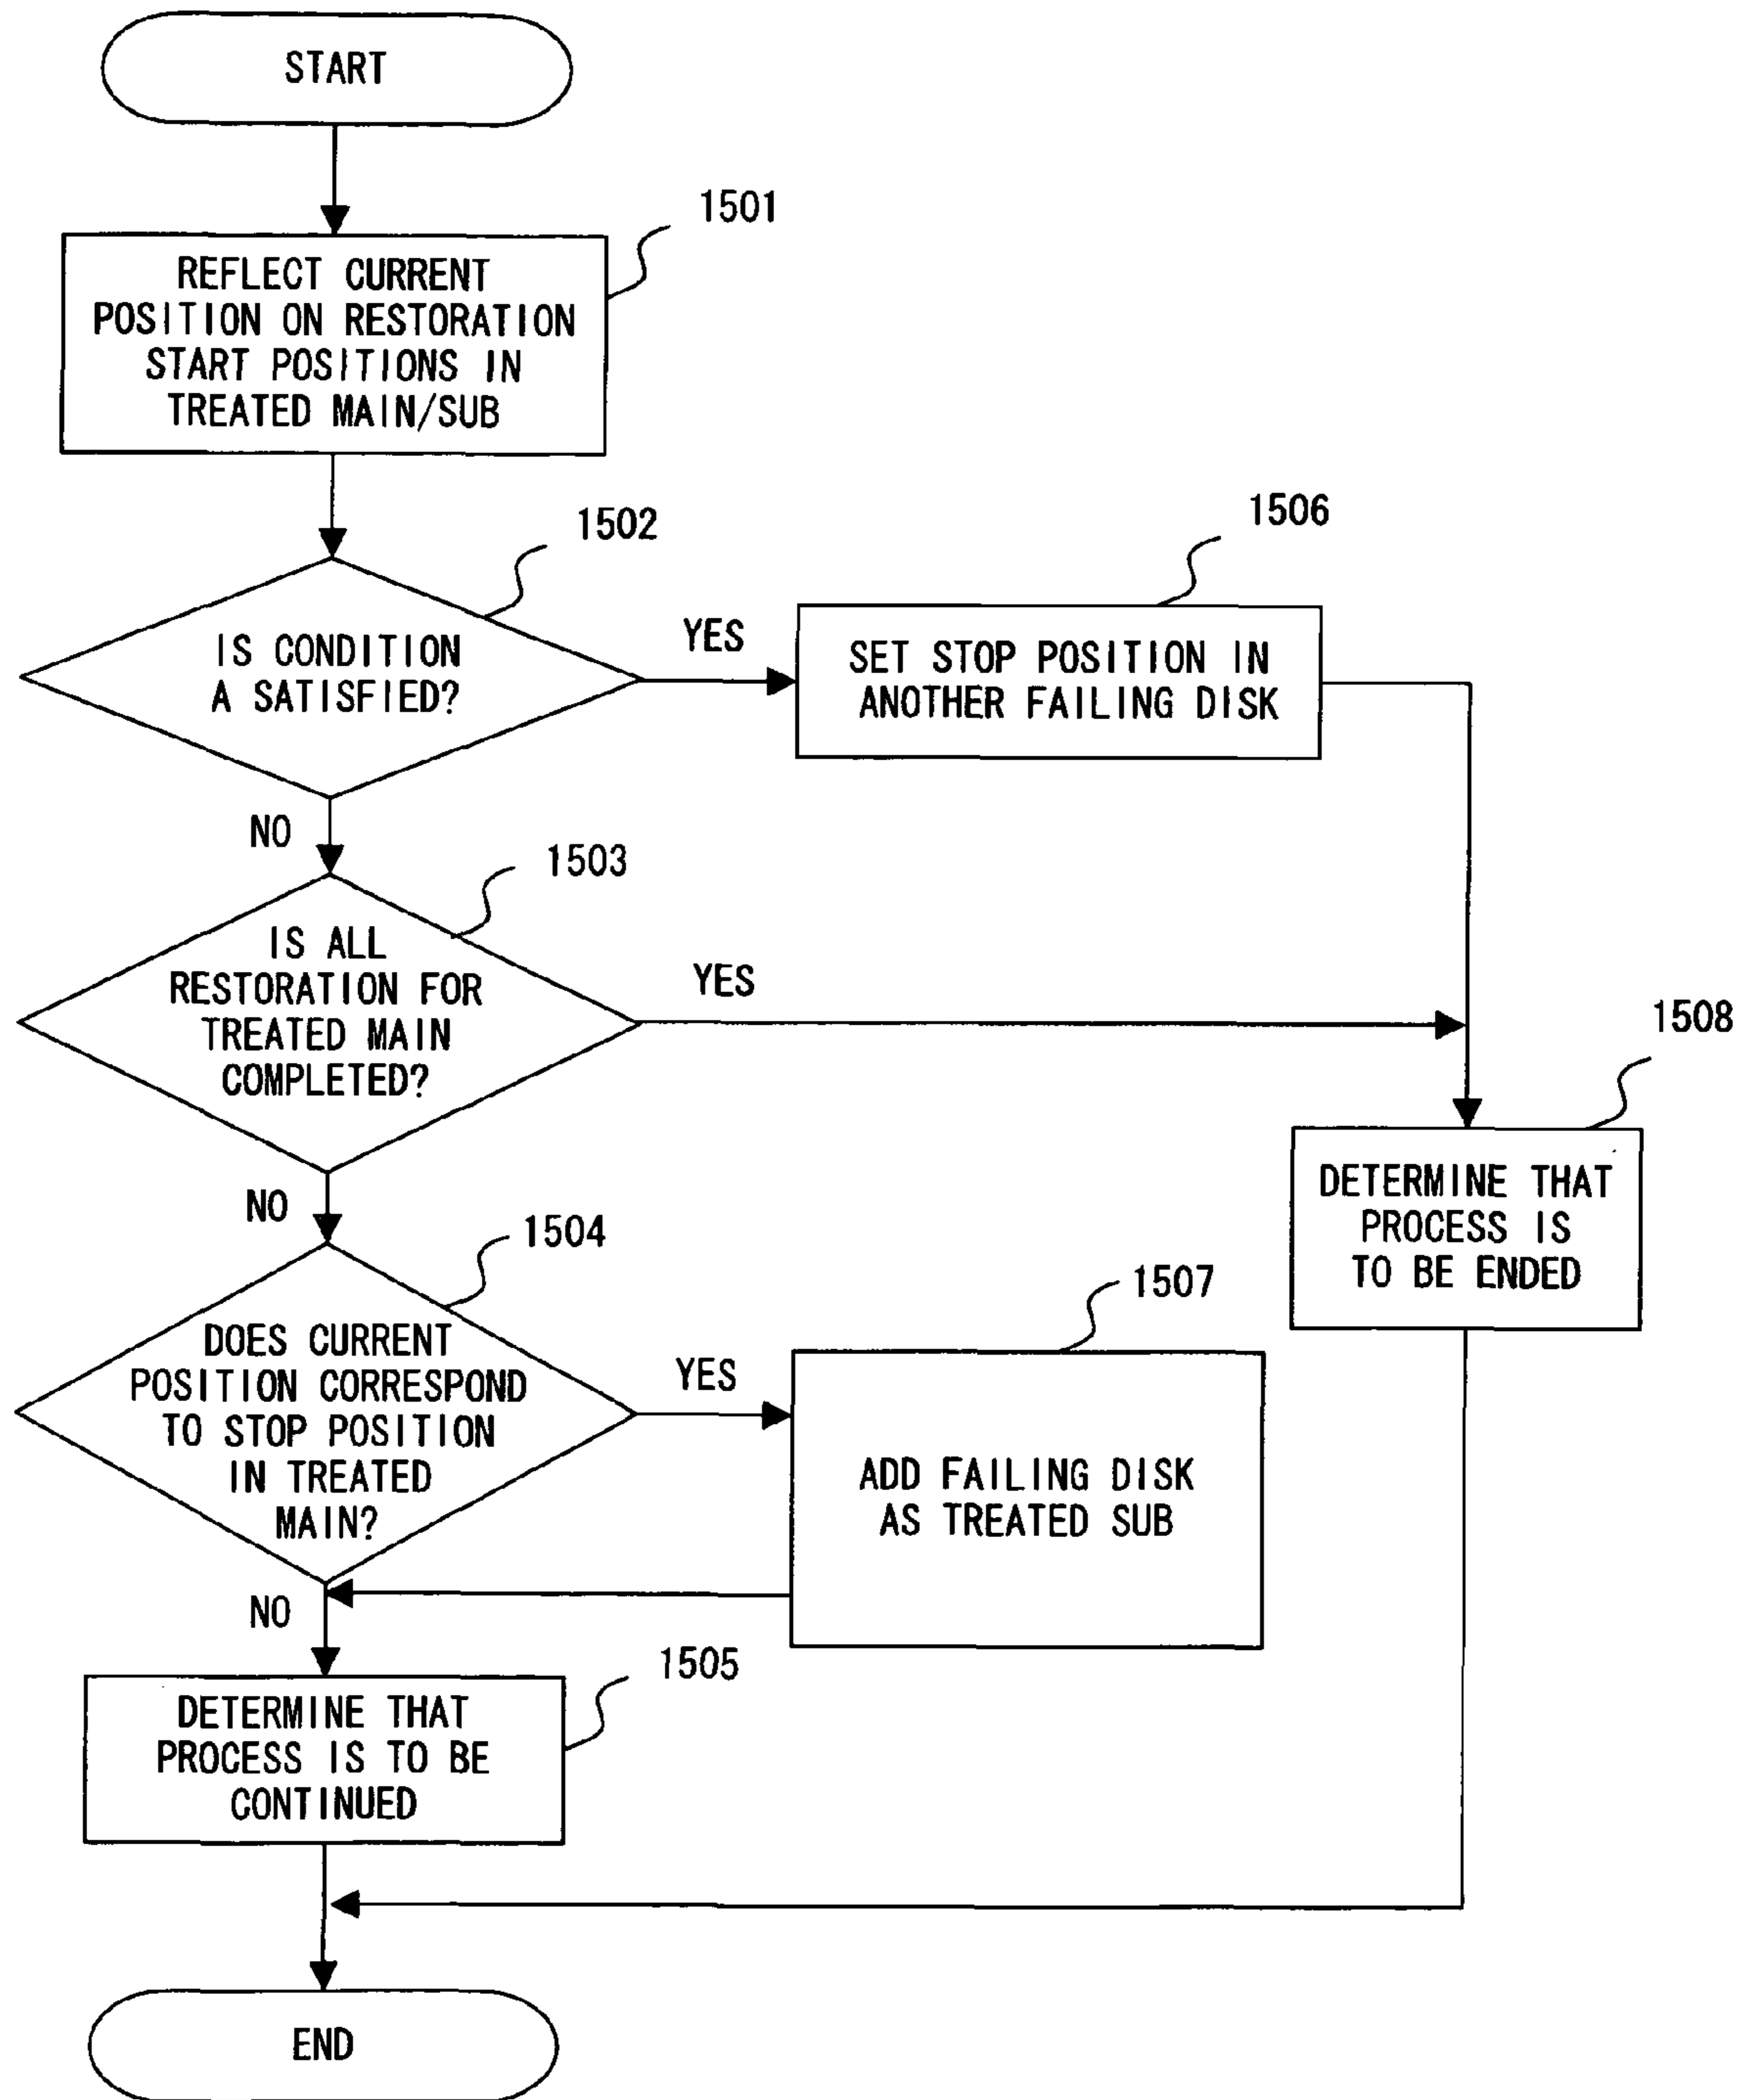 START
1501
REFLECT CURRENT
POSITION ON RESTORATION
START POSITIONS IN
TREATED MAIN/SUB
1502
IS CONDITION
A SATISFIED?
YES
1506
SET STOP POSITION IN
ANOTHER FAILING DISK
NO
1503
IS ALL
RESTORATION FOR
TREATED MAIN
COMPLETED?
YES
NO
1504
DOES CURRENT
POSITION CORRESPOND
TO STOP POSITION
IN TREATED
MAIN?
YES
1507
ADD FAILING DISK
AS TREATED SUB
1508
DETERMINE THAT
PROCESS IS
TO BE ENDED
NO
1505
DETERMINE THAT
PROCESS IS TO BE
CONTINUED
END